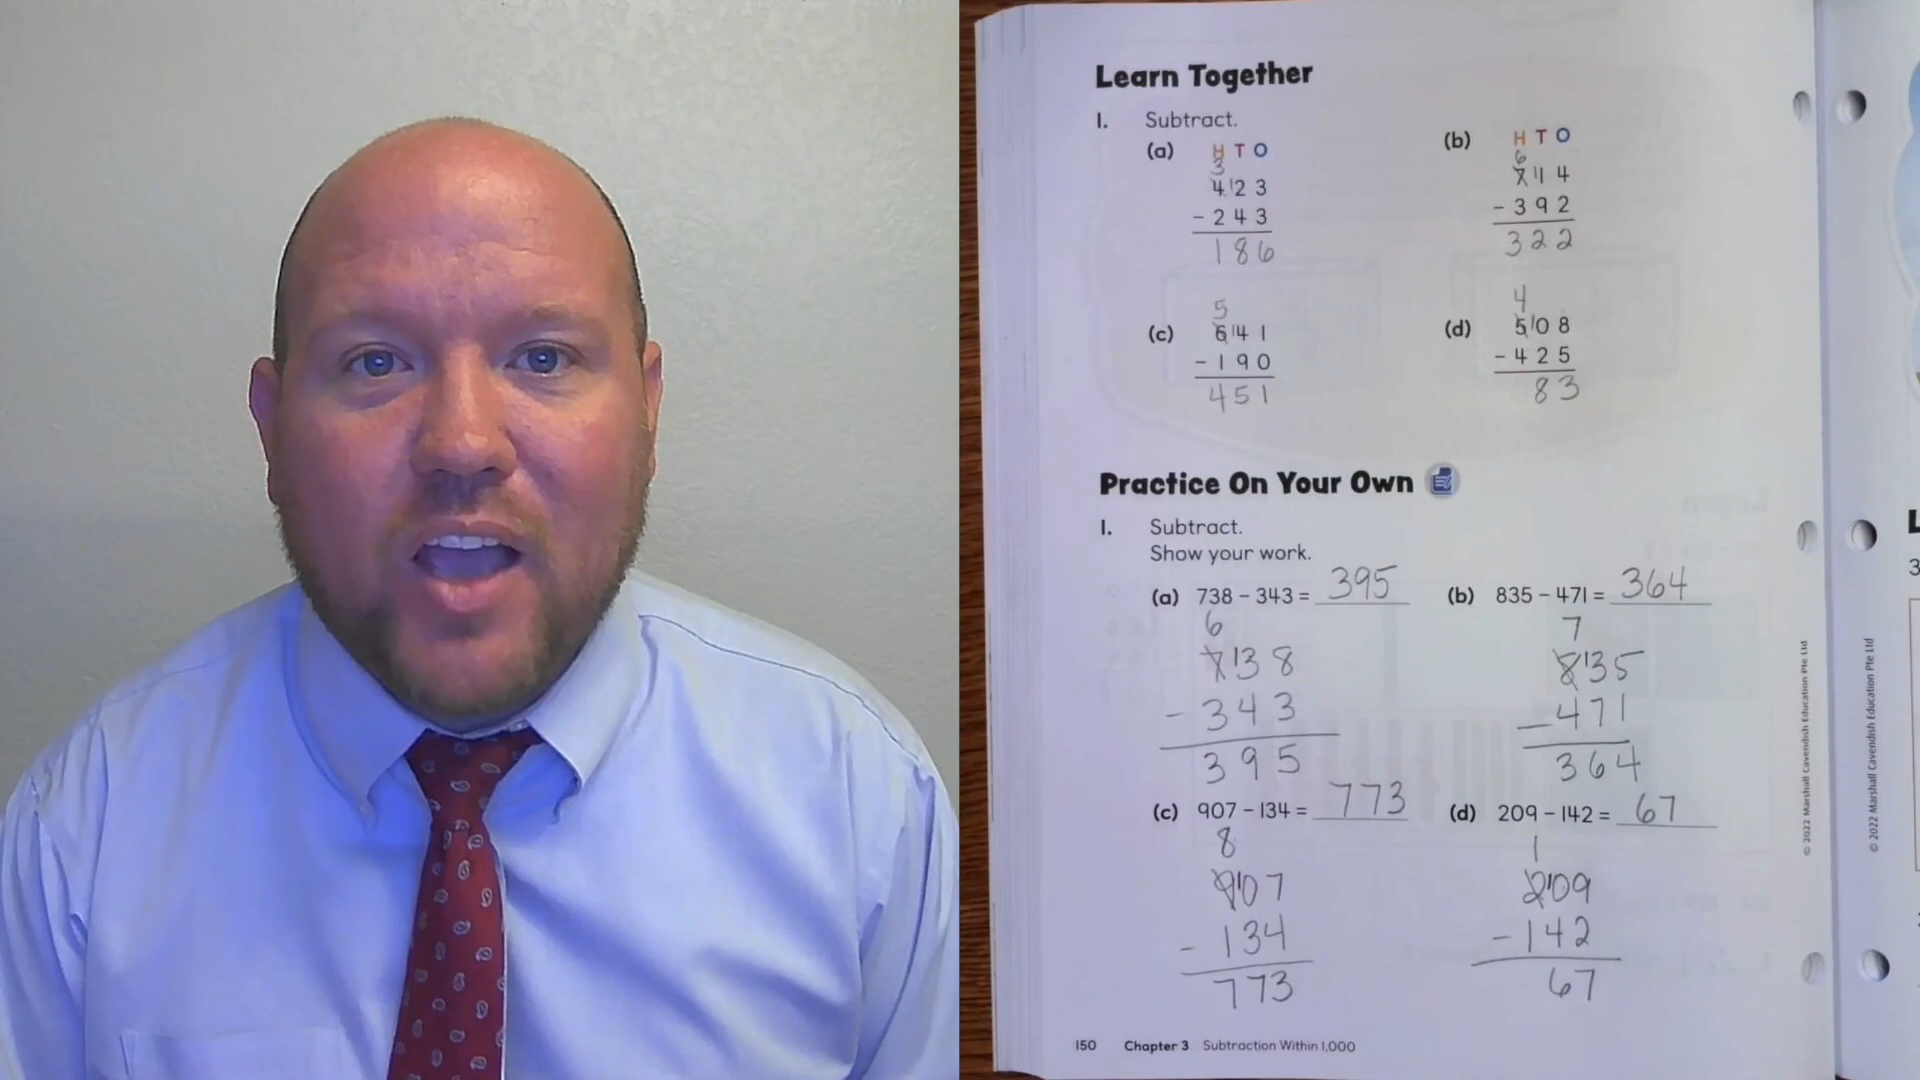 Learn Together
1. Subtract.
(a) H T O
3
4 12 3
- 2 4 3
1 8 6
(b) H T O
6
7 11 4
- 3 9 2
3 2 2
(c) 5
6 14 1
- 1 9 0
4 5 1
(d) 4
5 10 8
- 4 2 5
8 3
Practice On Your Own
1. Subtract.
Show your work.
(a) 738 - 343 = 395
6
7 13 8
- 3 4 3
3 9 5
(b) 835 - 471 = 364
7
8 13 5
- 4 7 1
3 6 4
(c) 907 - 134 = 773
8
9 10 7
- 1 3 4
7 7 3
(d) 209 - 142 = 67
1
2 10 9
- 1 4 2
6 7
150 Chapter 3 Subtraction Within 1,000
© 2022 Marshall Cavendish Education Pte Ltd
© 2022 Marshall Cavendish Education Pte Ltd
L
3